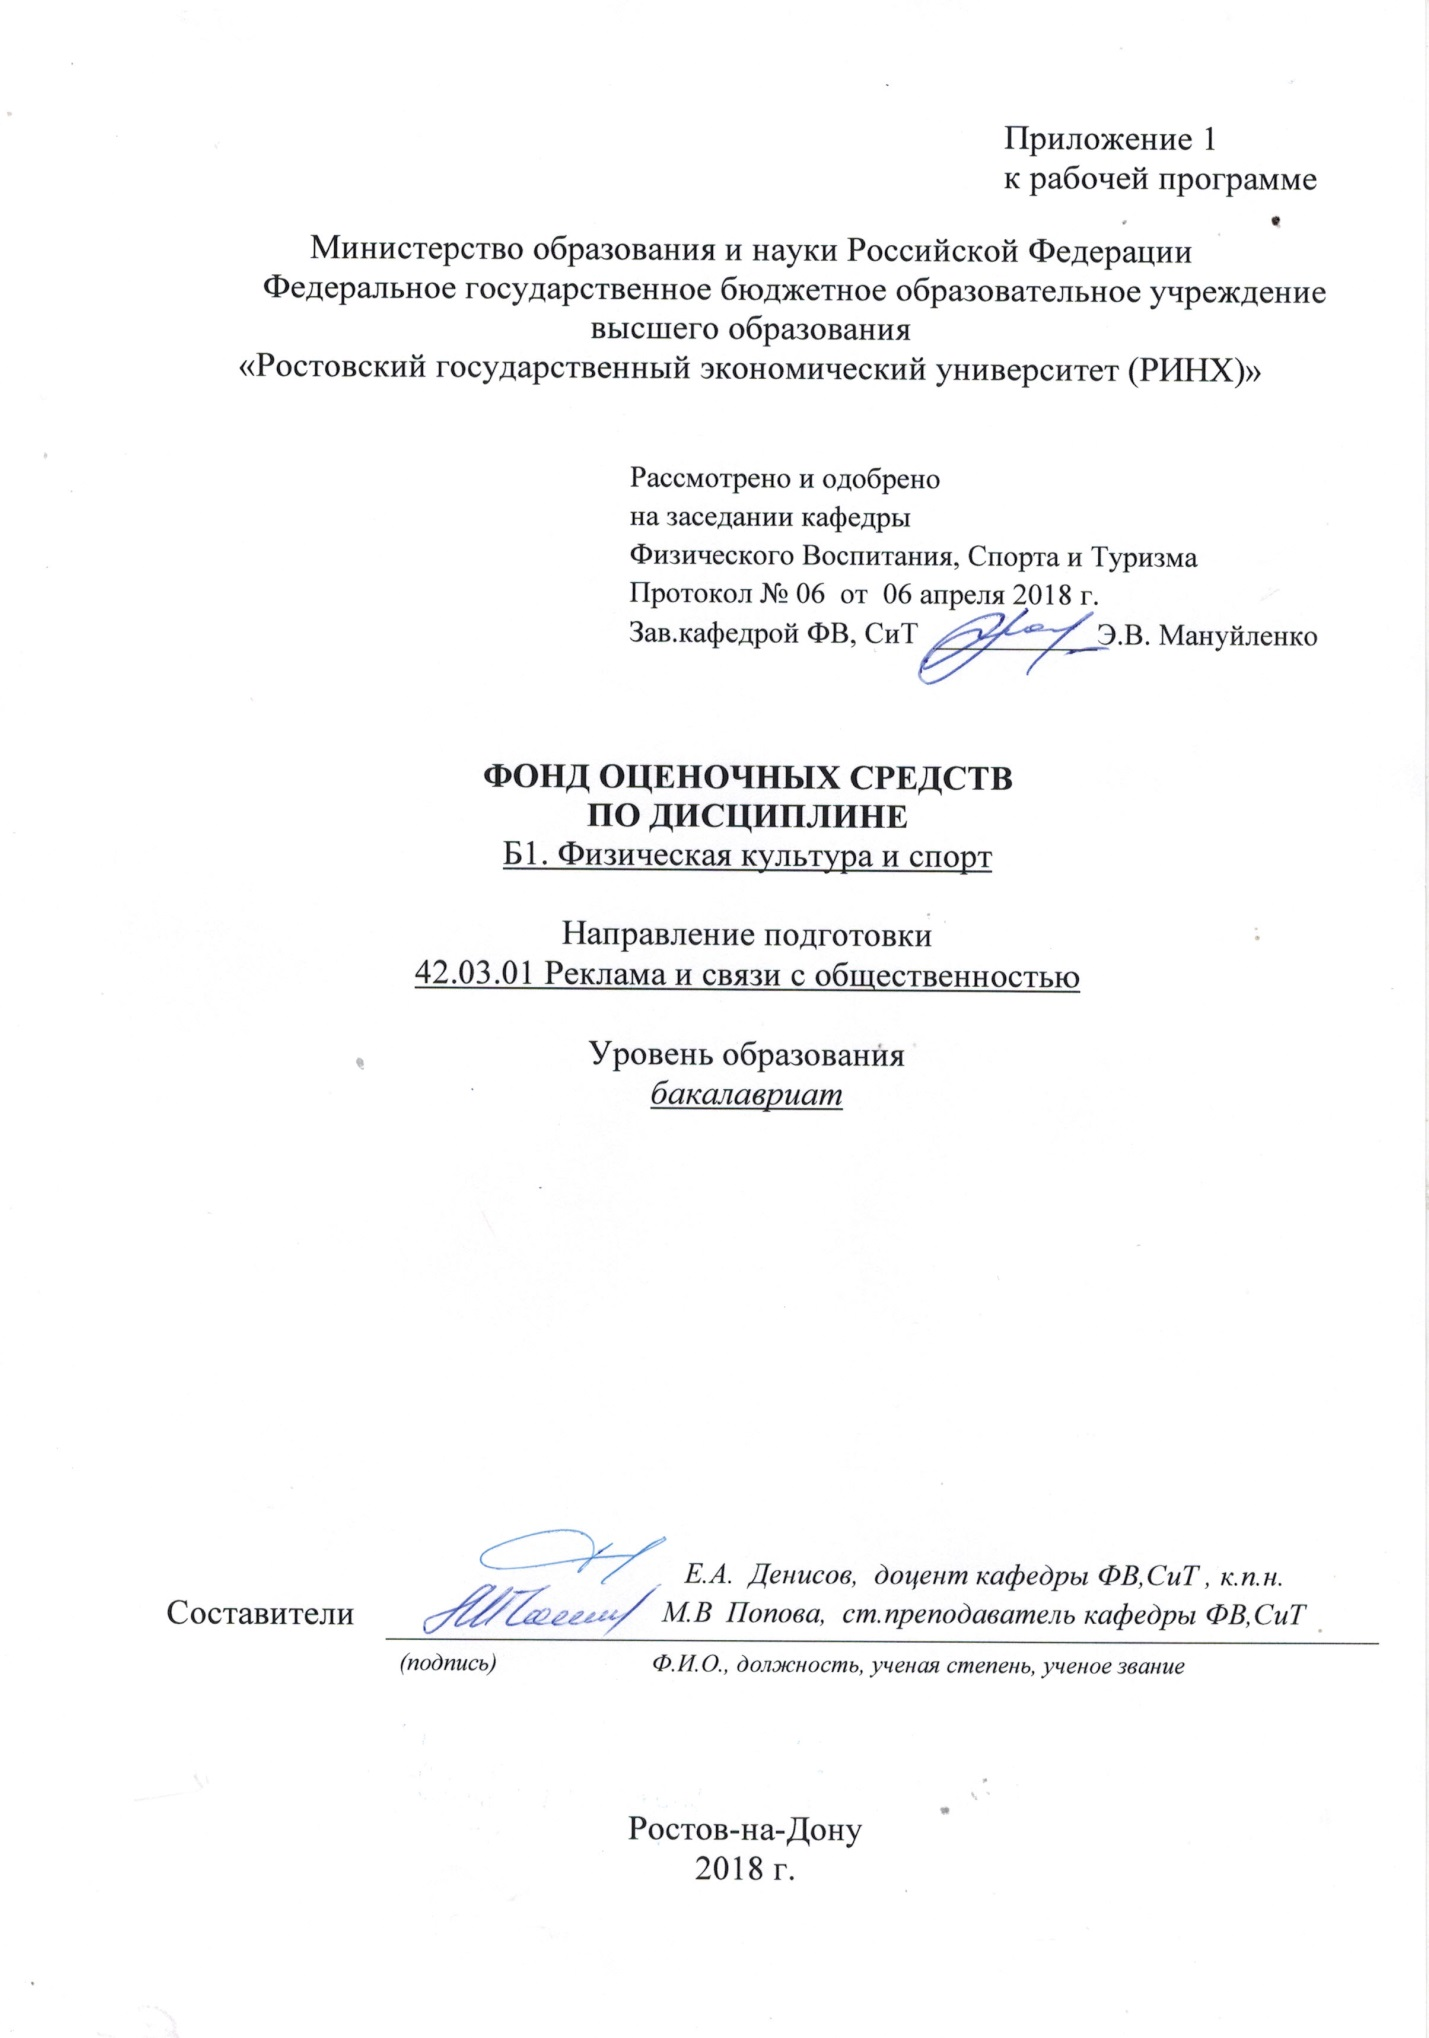 Приложение 1
к рабочей программе
Министерство образования и науки Российской Федерации
Федеральное государственное бюджетное образовательное учреждение
высшего образования
«Ростовский государственный экономический университет (РИНХ)»
Рассмотрено и одобрено
на заседании кафедры
Физического Воспитания, Спорта и Туризма
Протокол № 06 от 06 апреля 2018 г.
Зав.кафедрой ФВ, СиТ ____________Э.В. Мануйленко
ФОНД ОЦЕНОЧНЫХ СРЕДСТВ
ПО ДИСЦИПЛИНЕ
Б1. Физическая культура и спорт
Направление подготовки
42.03.01 Реклама и связи с общественностью
Уровень образования
бакалавриат
Е.А. Денисов, доцент кафедры ФВ,СиТ , к.п.н.
Составители М.В Попова, ст.преподаватель кафедры ФВ,СиТ
(подпись) Ф.И.О., должность, ученая степень, ученое звание
Ростов-на-Дону
2018 г.